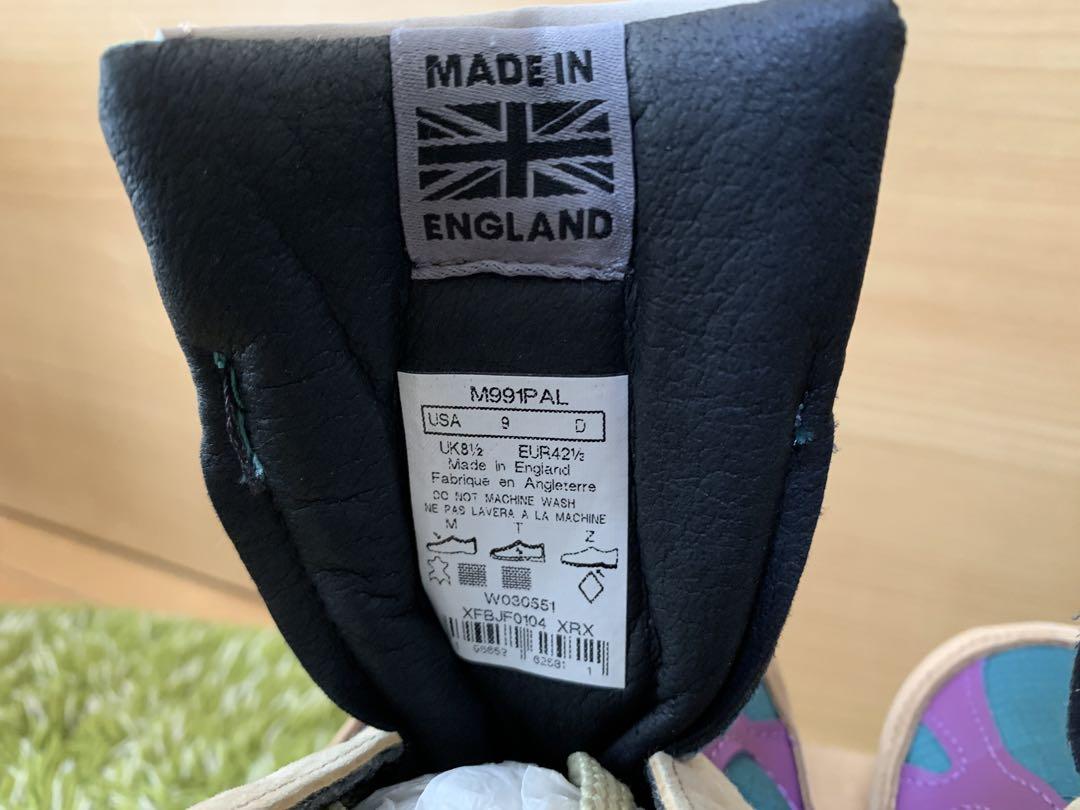 MADE IN
ENGLAND
M991PAL
USA 9 D
UK8½ EUR42½
Made in England
Fabrique en Angleterre
DO NOT MACHINE WASH
NE PAS LAVERA A LA MACHINE
M T Z
W030551
XFBJF0104 XRX
1